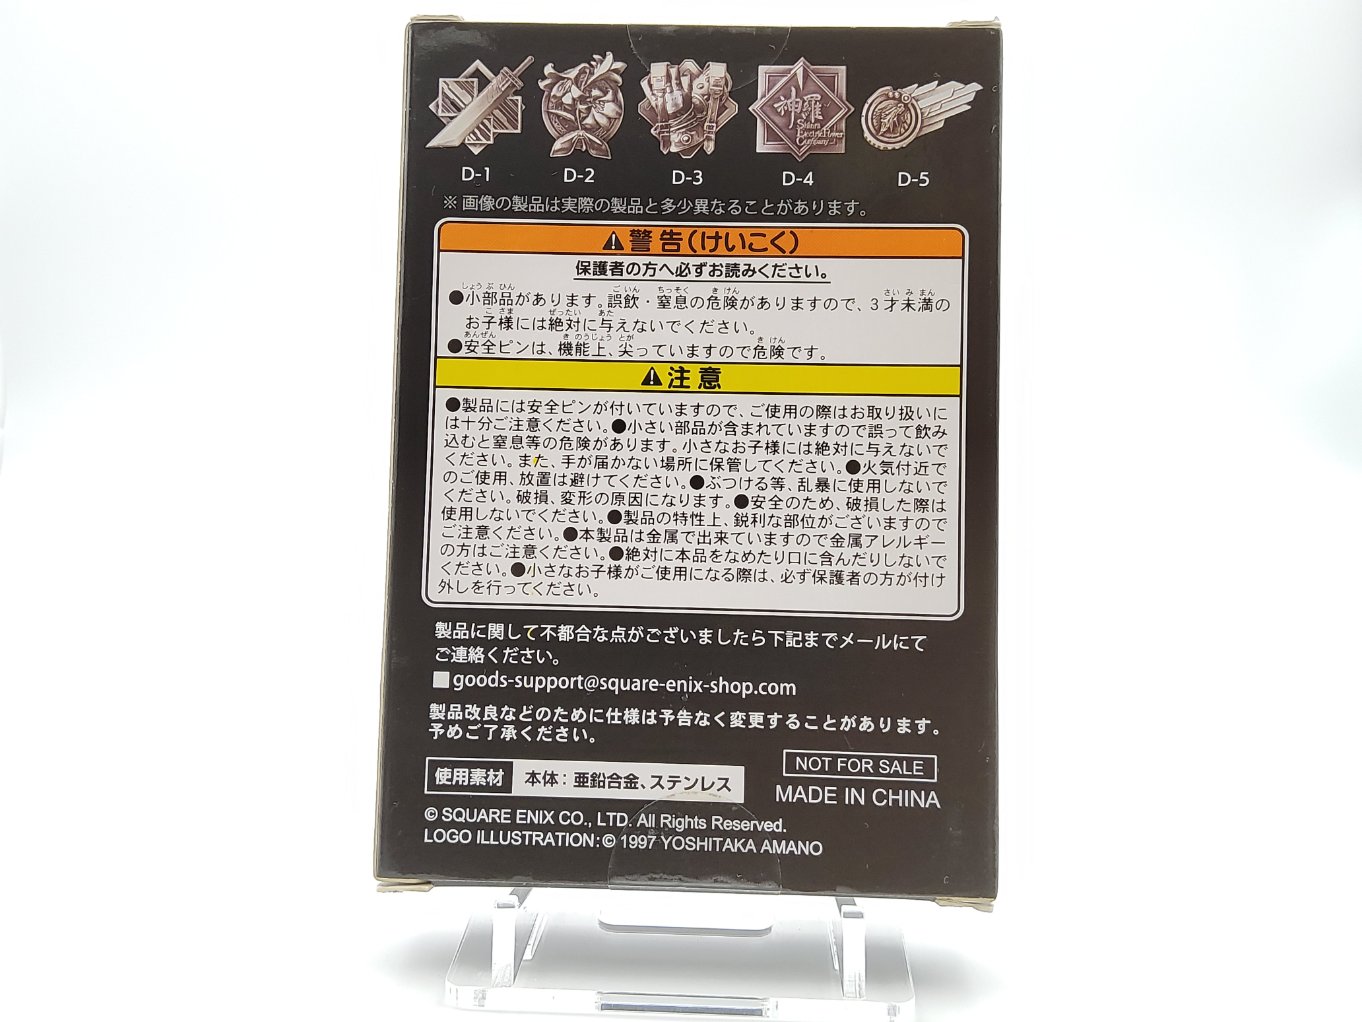 神羅
Shinra
Electric Power
Company
D-1 D-2 D-3 D-4 D-5
※ 画像の製品は実際の製品と多少異なることがあります。
⚠警告(けいこく)
保護者の方へ必ずお読みください。
●小部品があります。誤飲・窒息の危険がありますので、3才未満の
お子様には絶対に与えないでください。
●安全ピンは、機能上、尖っていますので危険です。
⚠注意
●製品には安全ピンが付いていますので、ご使用の際はお取り扱いに
は十分ご注意ください。●小さい部品が含まれていますので誤って飲み
込むと窒息等の危険があります。小さなお子様には絶対に与えないで
ください。また、手が届かない場所に保管してください。●火気付近で
のご使用、放置は避けてください。●ぶつける等、乱暴に使用しないで
ください。破損、変形の原因になります。●安全のため、破損した際は
使用しないでください。●製品の特性上、鋭利な部位がございますので
ご注意ください。●本製品は金属で出来ていますので金属アレルギー
の方はご注意ください。●絶対に本品をなめたり口に含んだりしないで
ください。●小さなお子様がご使用になる際は、必ず保護者の方が付け
外しを行ってください。
製品に関して不都合な点がございましたら下記までメールにて
ご連絡ください。
■goods-support@square-enix-shop.com
製品改良などのために仕様は予告なく変更することがあります。
予めご了承ください。
使用素材 本体：亜鉛合金、ステンレス
NOT FOR SALE
MADE IN CHINA
© SQUARE ENIX CO., LTD. All Rights Reserved.
LOGO ILLUSTRATION:© 1997 YOSHITAKA AMANO